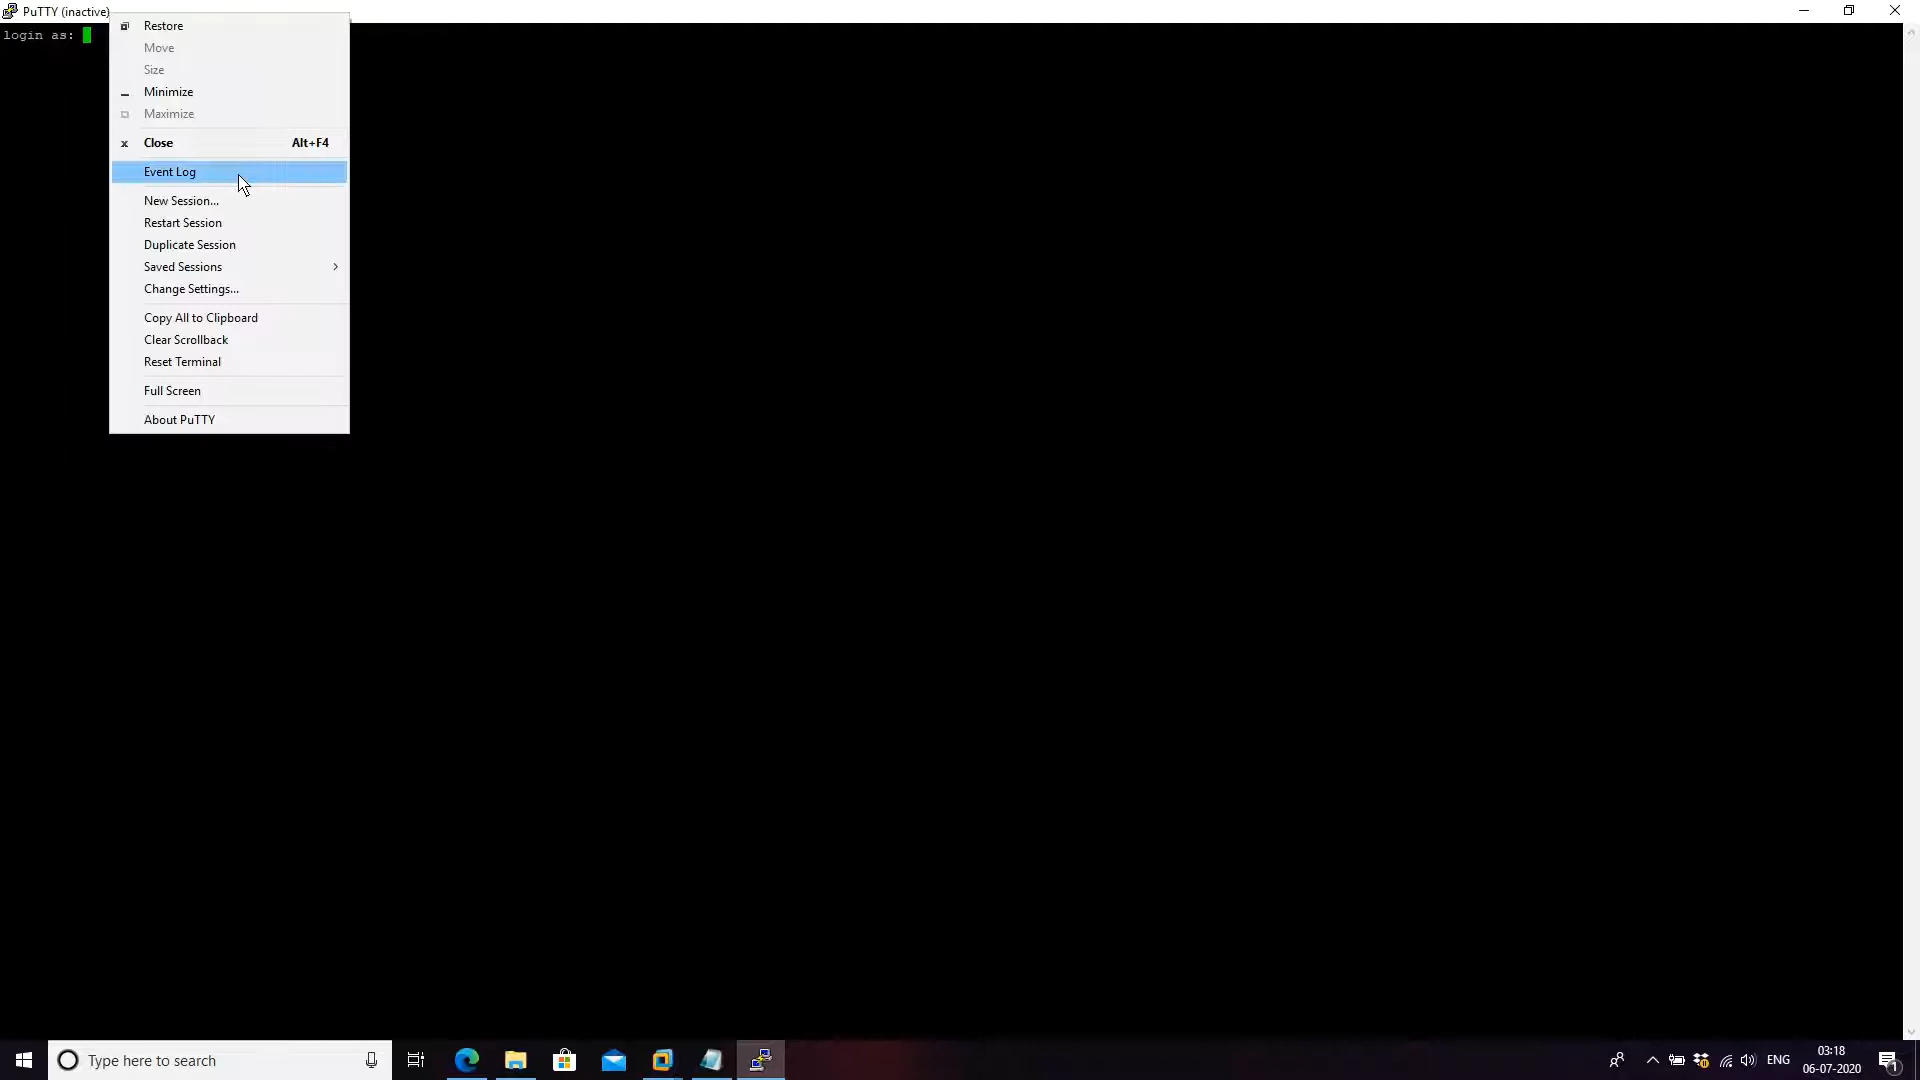 PuTTY (inactive)
login as:
Restore
Move
Size
Minimize
Maximize
Close Alt+F4
Event Log
New Session...
Restart Session
Duplicate Session
Saved Sessions
Change Settings...
Copy All to Clipboard
Clear Scrollback
Reset Terminal
Full Screen
About PuTTY
Type here to search
ENG
03:18
06-07-2020
1